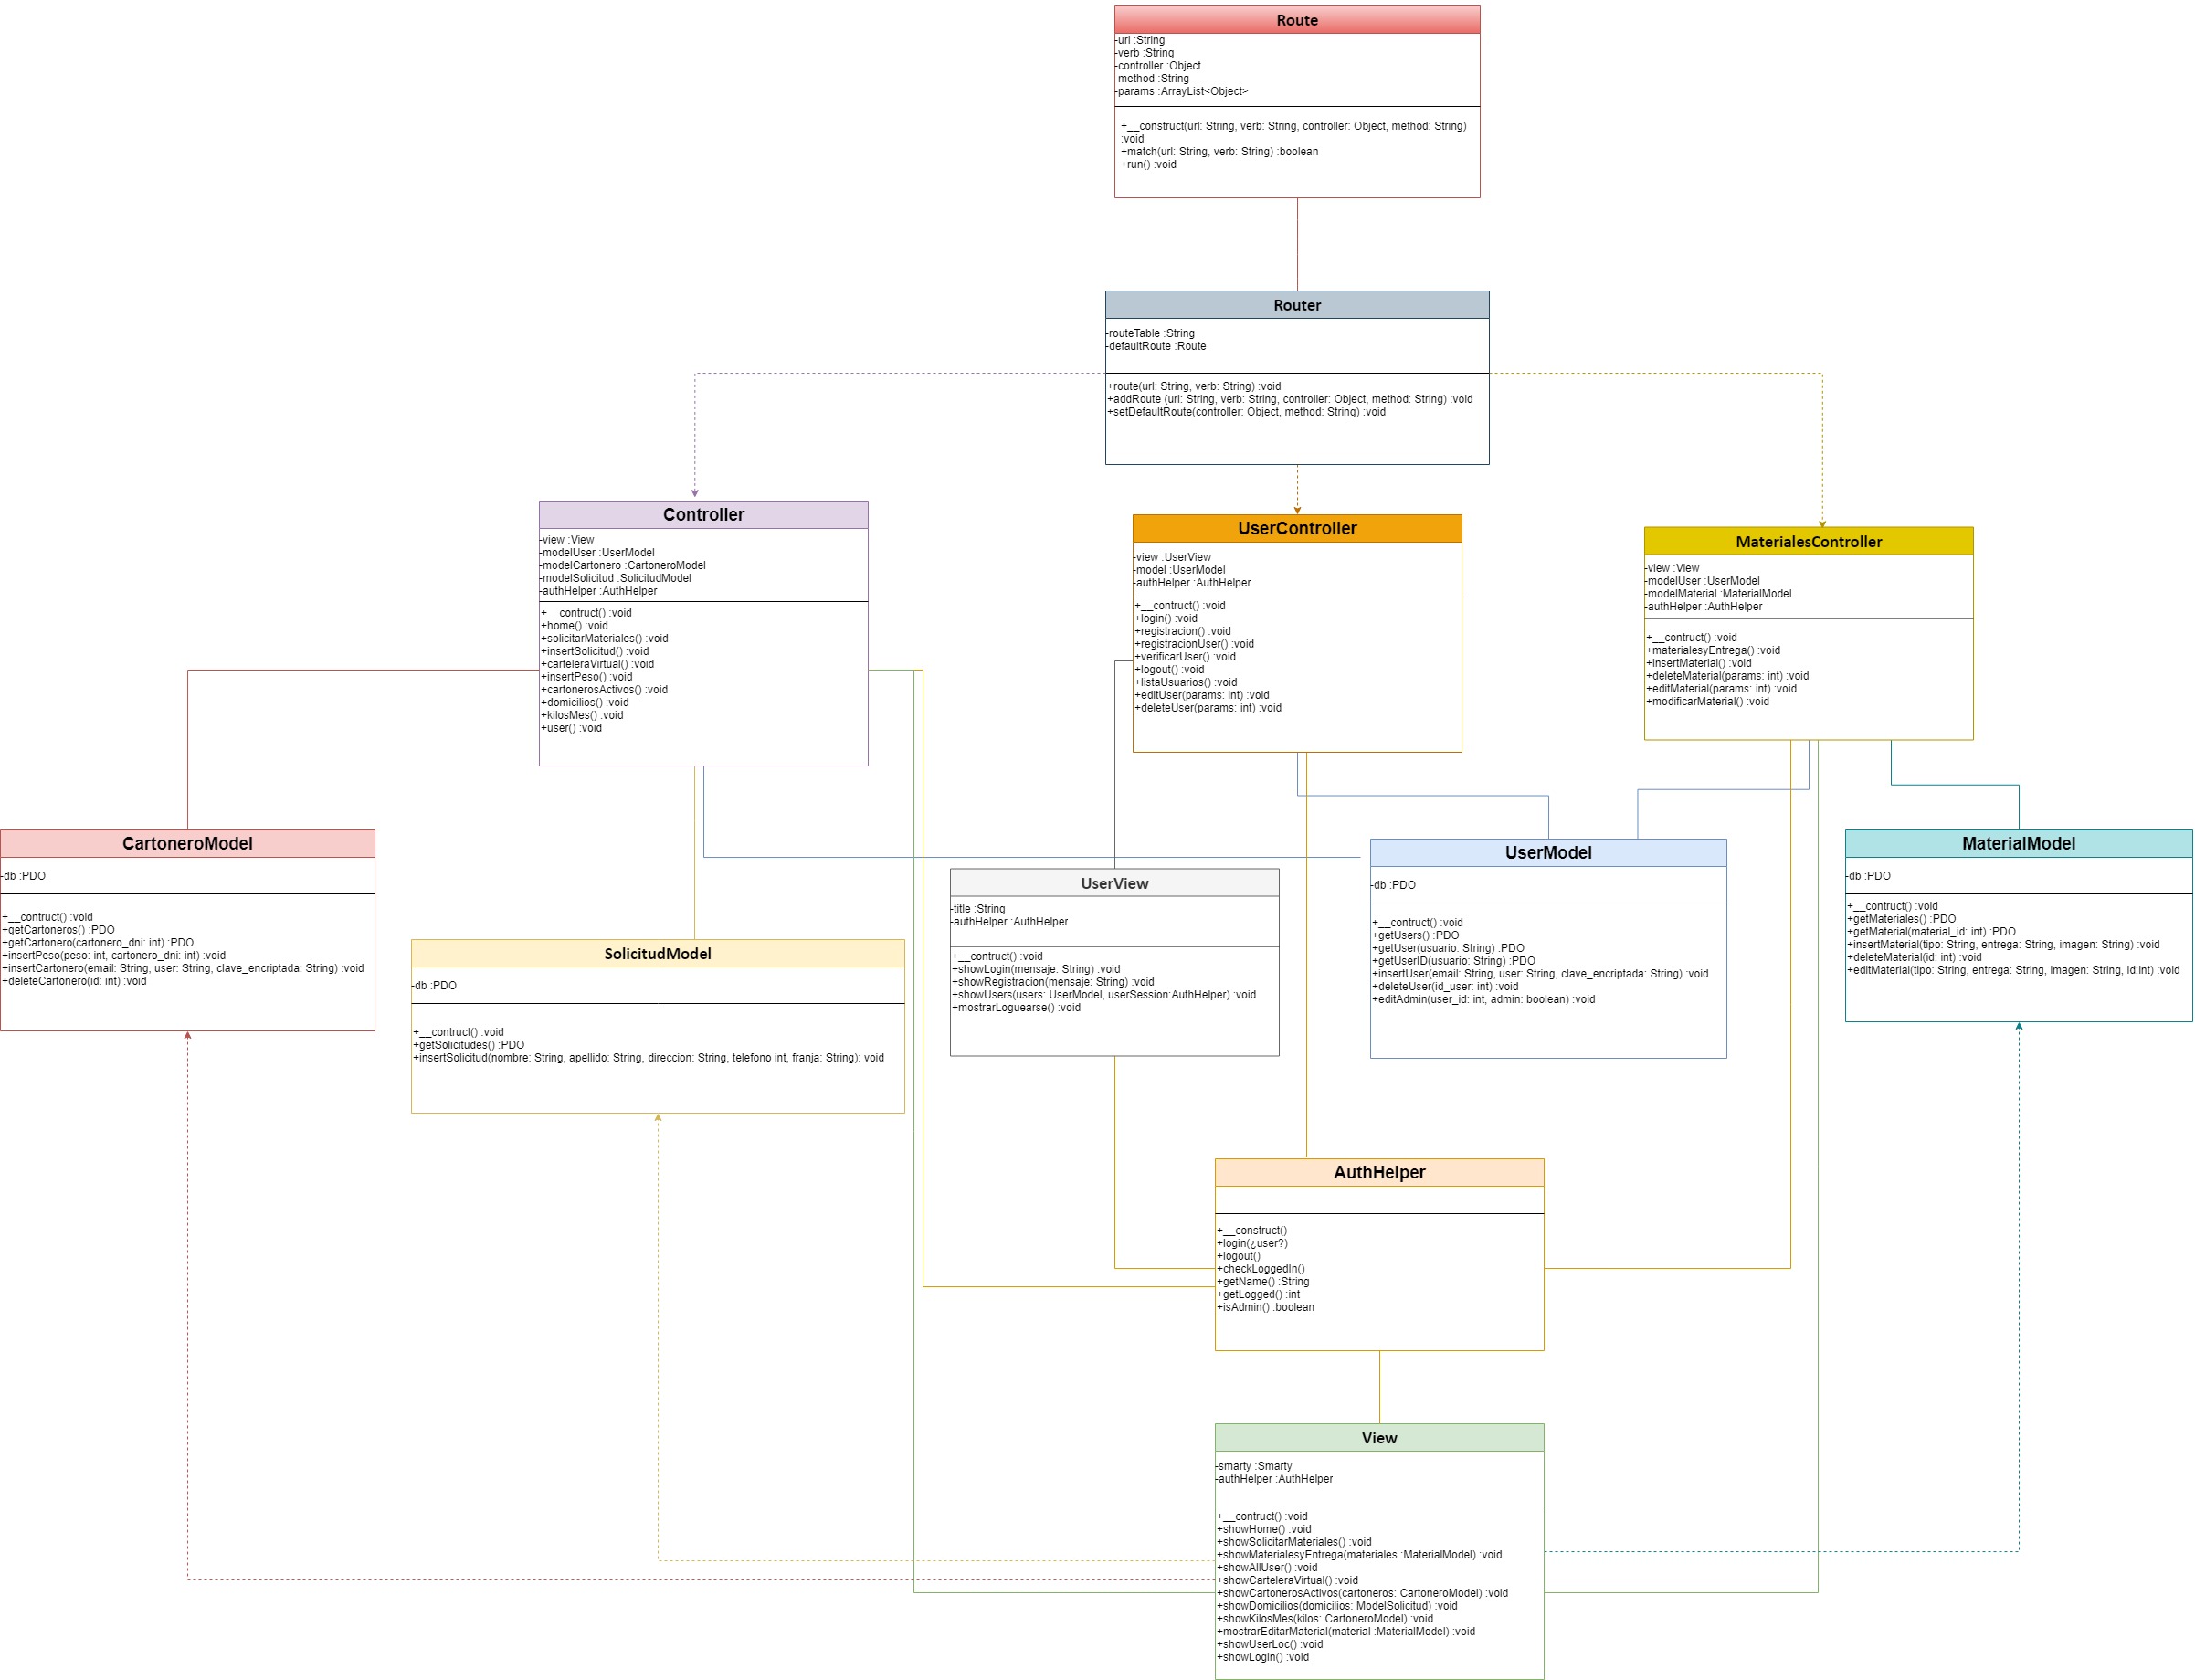 Route
-url :String
-verb :String
-controller :Object
-method :String
-params :ArrayList<Object>
+__construct(url: String, verb: String, controller: Object, method: String)
:void
+match(url: String, verb: String) :boolean
+run() :void
Router
-routeTable :String
-defaultRoute :Route
+route(url: String, verb: String) :void
+addRoute (url: String, verb: String, controller: Object, method: String) :void
+setDefaultRoute(controller: Object, method: String) :void
Controller
-view :View
-modelUser :UserModel
-modelCartonero :CartoneroModel
-modelSolicitud :SolicitudModel
-authHelper :AuthHelper
+__contruct() :void
+home() :void
+solicitarMateriales() :void
+insertSolicitud() :void
+carteleraVirtual() :void
+insertPeso() :void
+cartonerosActivos() :void
+domicilios() :void
+kilosMes() :void
+user() :void
UserController
-view :UserView
-model :UserModel
-authHelper :AuthHelper
+__contruct() :void
+login() :void
+registracion() :void
+registracionUser() :void
+verificarUser() :void
+logout() :void
+listaUsuarios() :void
+editUser(params: int) :void
+deleteUser(params: int) :void
MaterialesController
-view :View
-modelUser :UserModel
-modelMaterial :MaterialModel
-authHelper :AuthHelper
+__contruct() :void
+materialesyEntrega() :void
+insertMaterial() :void
+deleteMaterial(params: int) :void
+editMaterial(params: int) :void
+modificarMaterial() :void
CartoneroModel
-db :PDO
+__contruct() :void
+getCartoneros() :PDO
+getCartonero(cartonero_dni: int) :PDO
+insertPeso(peso: int, cartonero_dni: int) :void
+insertCartonero(email: String, user: String, clave_encriptada: String) :void
+deleteCartonero(id: int) :void
SolicitudModel
-db :PDO
+__contruct() :void
+getSolicitudes() :PDO
+insertSolicitud(nombre: String, apellido: String, direccion: String, telefono int, franja: String): void
UserView
-title :String
-authHelper :AuthHelper
+__contruct() :void
+showLogin(mensaje: String) :void
+showRegistracion(mensaje: String) :void
+showUsers(users: UserModel, userSession:AuthHelper) :void
+mostrarLoguearse() :void
UserModel
-db :PDO
+__contruct() :void
+getUsers() :PDO
+getUser(usuario: String) :PDO
+getUserID(usuario: String) :PDO
+insertUser(email: String, user: String, clave_encriptada: String) :void
+deleteUser(id_user: int) :void
+editAdmin(user_id: int, admin: boolean) :void
MaterialModel
-db :PDO
+__contruct() :void
+getMateriales() :PDO
+getMaterial(material_id: int) :PDO
+insertMaterial(tipo: String, entrega: String, imagen: String) :void
+deleteMaterial(id: int) :void
+editMaterial(tipo: String, entrega: String, imagen: String, id:int) :void
AuthHelper
+__construct()
+login(¿user?)
+logout()
+checkLoggedIn()
+getName() :String
+getLogged() :int
+isAdmin() :boolean
View
-smarty :Smarty
-authHelper :AuthHelper
+__contruct() :void
+showHome() :void
+showSolicitarMateriales() :void
+showMaterialesyEntrega(materiales :MaterialModel) :void
+showAllUser() :void
+showCarteleraVirtual() :void
+showCartonerosActivos(cartoneros: CartoneroModel) :void
+showDomicilios(domicilios: ModelSolicitud) :void
+showKilosMes(kilos: CartoneroModel) :void
+mostrarEditarMaterial(material :MaterialModel) :void
+showUserLoc() :void
+showLogin() :void